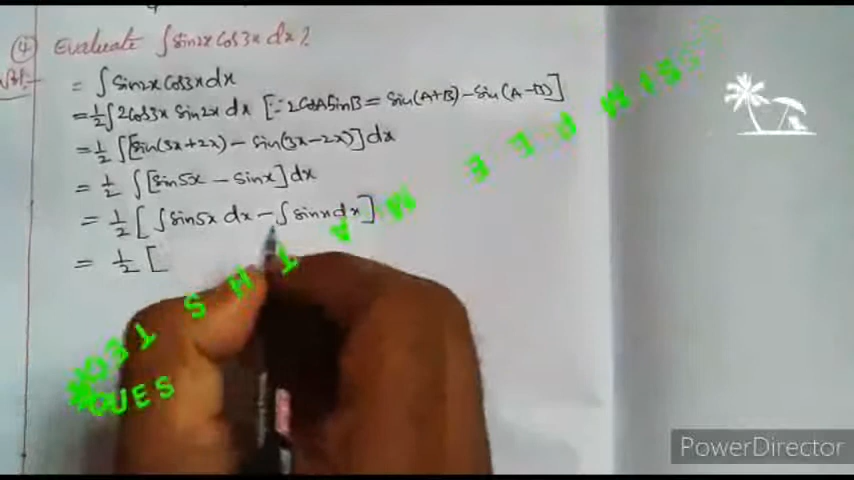 ④ Evaluate ∫sin2x cos3x dx?
Sol:-
= ∫ sin2x cos3x dx
= 1/2 ∫ 2cos3x sin2x dx [∵ 2cosA sinB = sin(A+B) - sin(A-B)]
= 1/2 ∫ [sin(3x+2x) - sin(3x-2x)] dx
= 1/2 ∫ [sin5x - sinx] dx
= 1/2 [∫ sin5x dx - ∫ sinx dx]
= 1/2 [
QUES
PowerDirector